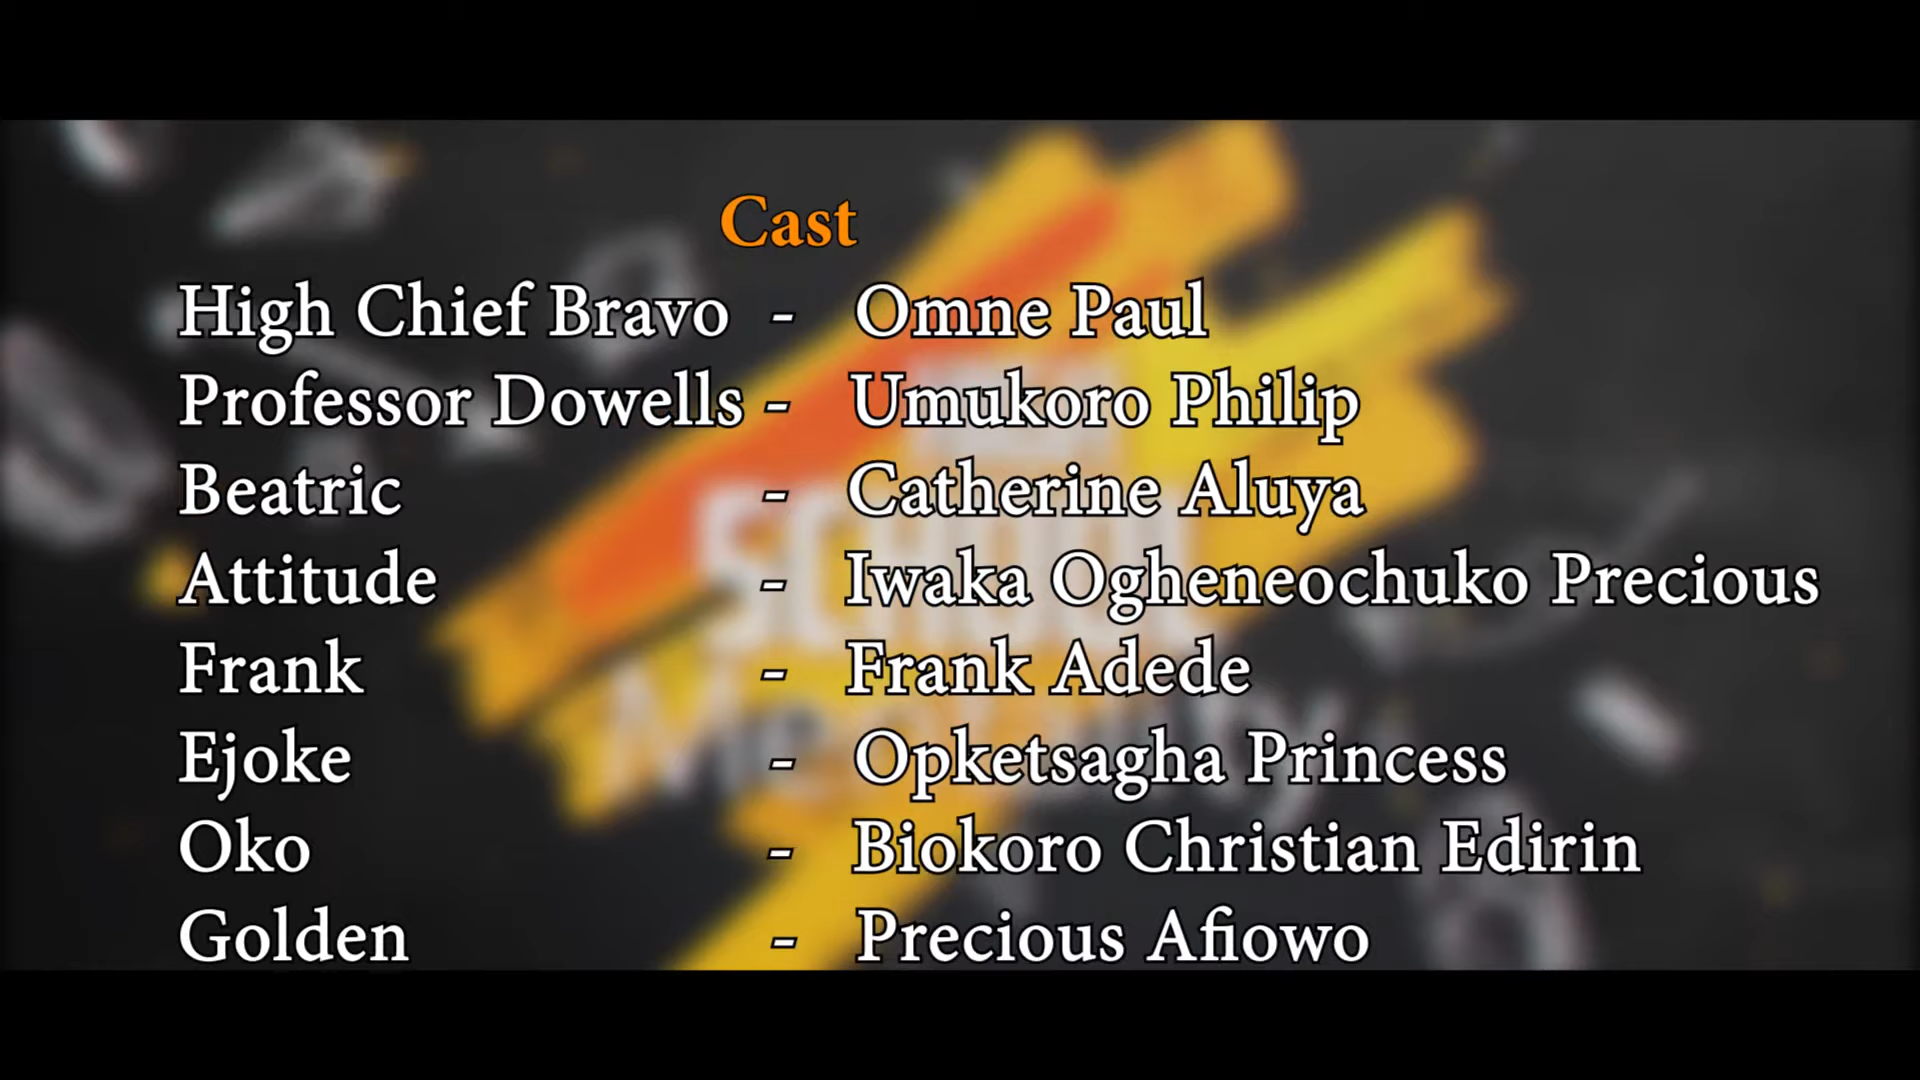 Cast
High Chief Bravo - Omne Paul
Professor Dowells - Umukoro Philip
Beatric - Catherine Aluya
Attitude - Iwaka Ogheneochuko Precious
Frank - Frank Adede
Ejoke - Opketsagha Princess
Oko - Biokoro Christian Edirin
Golden - Precious Afiowo
SCHOOL